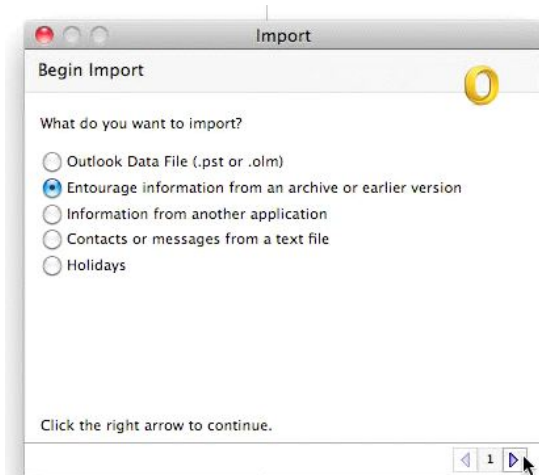 Import
Begin Import
What do you want to import?
Outlook Data File (.pst or .olm)
Entourage information from an archive or earlier version
Information from another application
Contacts or messages from a text file
Holidays
Click the right arrow to continue.
1